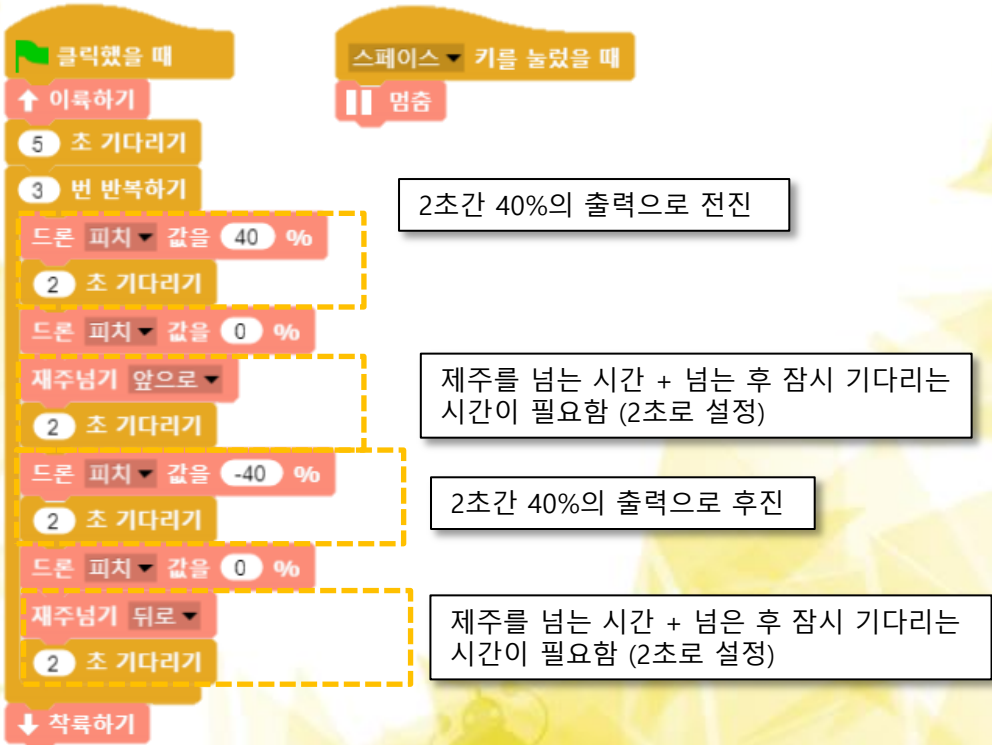 클릭했을 때
이륙하기
5 초 기다리기
3 번 반복하기
드론 피치 값을 40 %
2 초 기다리기
드론 피치 값을 0 %
재주넘기 앞으로
2 초 기다리기
드론 피치 값을 -40 %
2 초 기다리기
드론 피치 값을 0 %
재주넘기 뒤로
2 초 기다리기
착륙하기
스페이스 키를 눌렀을 때
멈춤
2초간 40%의 출력으로 전진
제주를 넘는 시간 + 넘는 후 잠시 기다리는
시간이 필요함 (2초로 설정)
2초간 40%의 출력으로 후진
제주를 넘는 시간 + 넘은 후 잠시 기다리는
시간이 필요함 (2초로 설정)